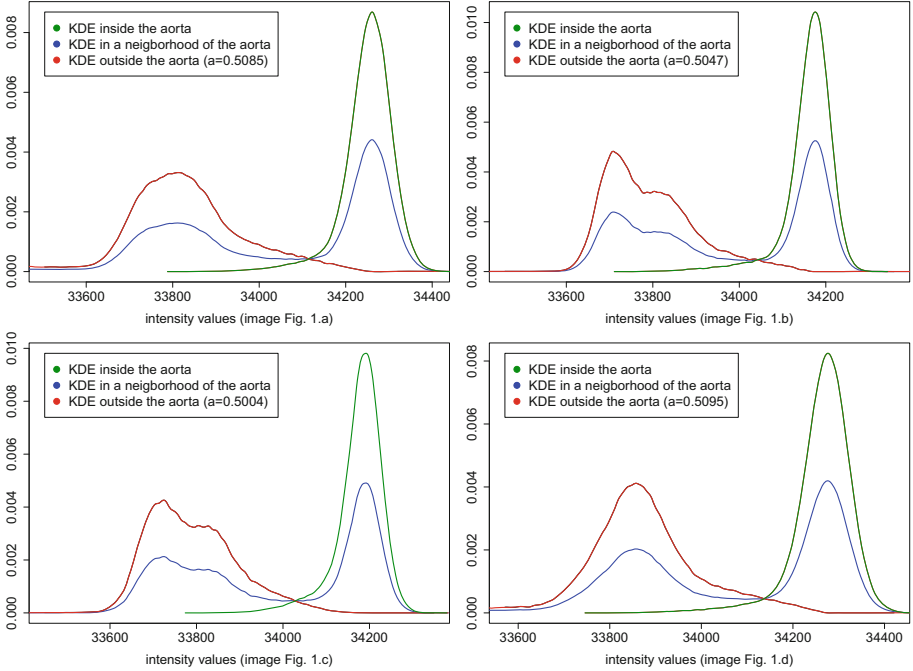 KDE inside the aorta
KDE in a neigborhood of the aorta
KDE outside the aorta (a=0.5085)
0.000 0.002 0.004 0.006 0.008
33600 33800 34000 34200 34400
intensity values (image Fig. 1.a)
KDE inside the aorta
KDE in a neigborhood of the aorta
KDE outside the aorta (a=0.5047)
0.000 0.002 0.004 0.006 0.008 0.010
33600 33800 34000 34200
intensity values (image Fig. 1.b)
KDE inside the aorta
KDE in a neigborhood of the aorta
KDE outside the aorta (a=0.5004)
0.000 0.002 0.004 0.006 0.008 0.010
33600 33800 34000 34200
intensity values (image Fig. 1.c)
KDE inside the aorta
KDE in a neigborhood of the aorta
KDE outside the aorta (a=0.5095)
0.000 0.002 0.004 0.006 0.008
33600 33800 34000 34200 34400
intensity values (image Fig. 1.d)